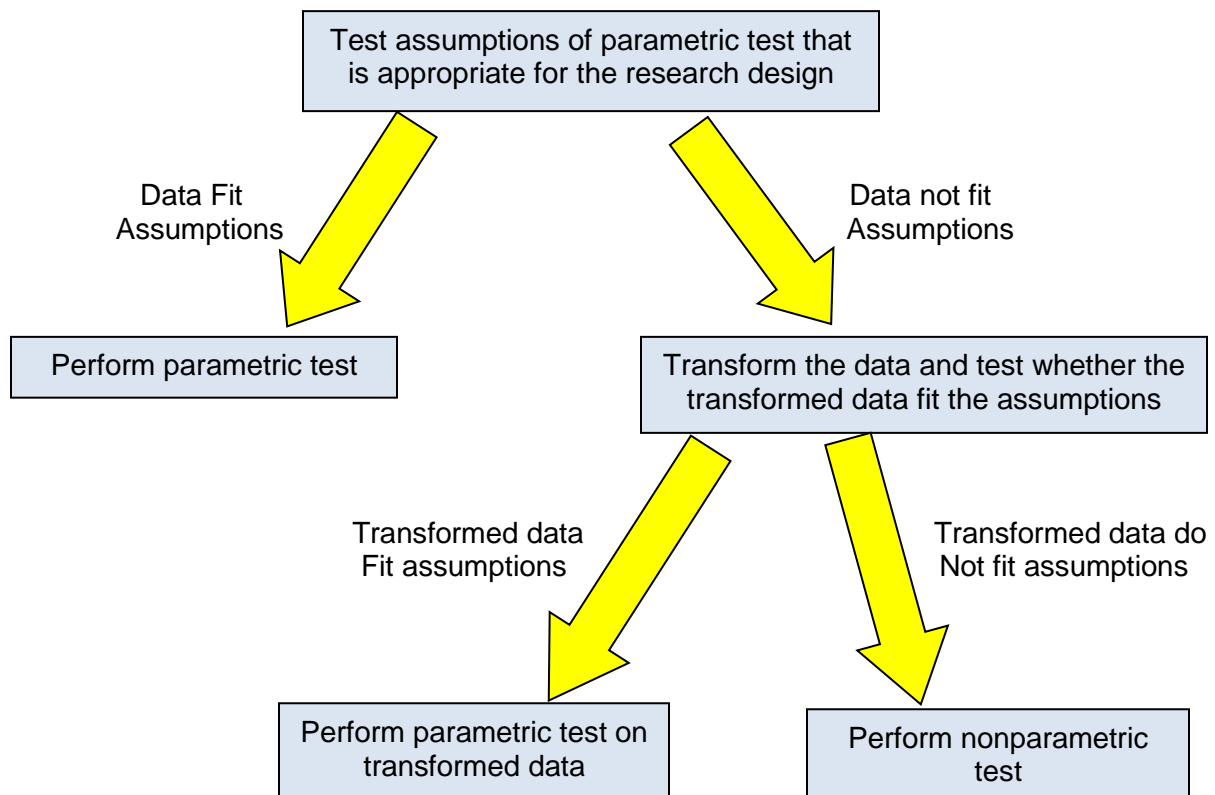 Test assumptions of parametric test that
is appropriate for the research design
Data Fit
Assumptions
Data not fit
Assumptions
Perform parametric test
Transform the data and test whether the
transformed data fit the assumptions
Transformed data
Fit assumptions
Transformed data do
Not fit assumptions
Perform parametric test on
transformed data
Perform nonparametric
test